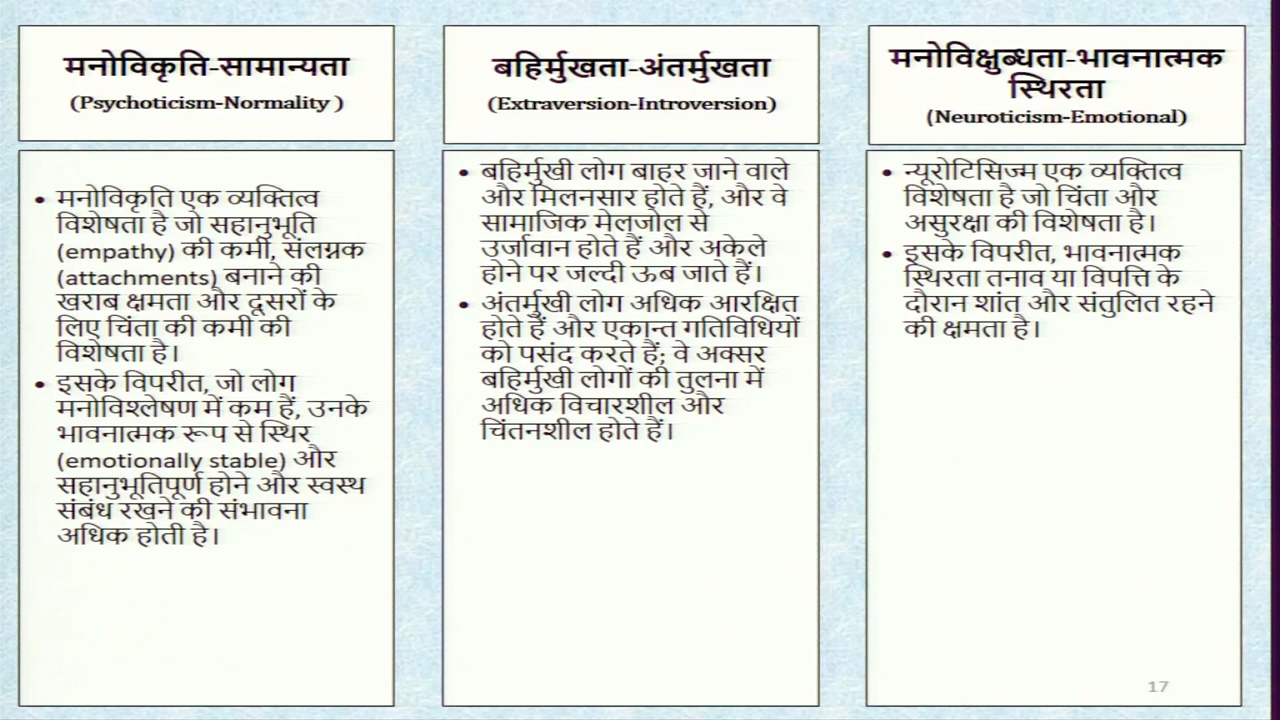 मनोविकृति-सामान्यता
(Psychoticism-Normality )
• मनोविकृति एक व्यक्तित्व
विशेषता है जो सहानुभूति
(empathy) की कमी, संलग्नक
(attachments) बनाने की
खराब क्षमता और दूसरों के
लिए चिंता की कमी की
विशेषता है।
• इसके विपरीत, जो लोग
मनोविश्लेषण में कम हैं, उनके
भावनात्मक रूप से स्थिर
(emotionally stable) और
सहानुभूतिपूर्ण होने और स्वस्थ
संबंध रखने की संभावना
अधिक होती है।
बहिर्मुखता-अंतर्मुखता
(Extraversion-Introversion)
• बहिर्मुखी लोग बाहर जाने वाले
और मिलनसार होते हैं, और वे
सामाजिक मेलजोल से
उर्जावान होते हैं और अकेले
होने पर जल्दी ऊब जाते हैं।
• अंतर्मुखी लोग अधिक आरक्षित
होते हैं और एकान्त गतिविधियों
को पसंद करते हैं; वे अक्सर
बहिर्मुखी लोगों की तुलना में
अधिक विचारशील और
चिंतनशील होते हैं।
मनोविक्षुब्धता-भावनात्मक
स्थिरता
(Neuroticism-Emotional)
• न्यूरोटिसिज्म एक व्यक्तित्व
विशेषता है जो चिंता और
असुरक्षा की विशेषता है।
• इसके विपरीत, भावनात्मक
स्थिरता तनाव या विपत्ति के
दौरान शांत और संतुलित रहने
की क्षमता है।
17